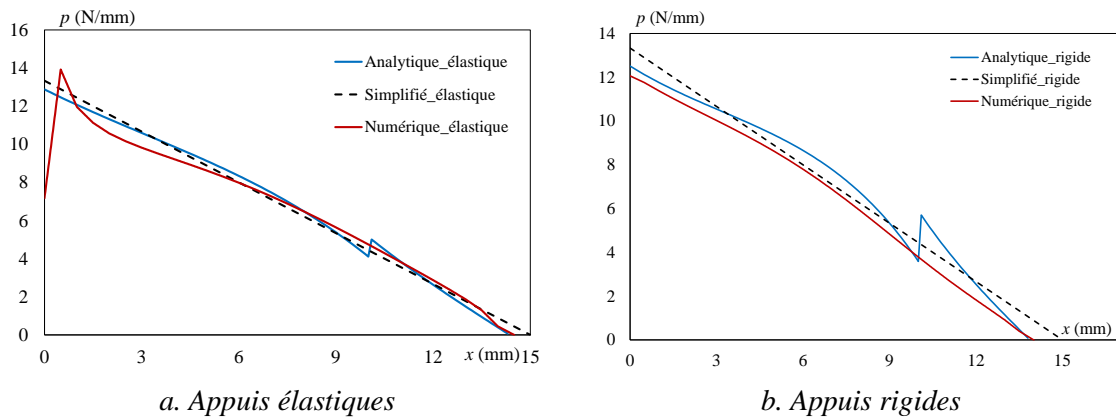 p (N/mm)
16
14
12
10
8
6
4
2
0
0 3 6 9 12 15
x (mm)
Analytique_élastique
Simplifié_élastique
Numérique_élastique
a. Appuis élastiques
p (N/mm)
14
12
10
8
6
4
2
0
0 3 6 9 12 15
x (mm)
Analytique_rigide
Simplifié_rigide
Numérique_rigide
b. Appuis rigides